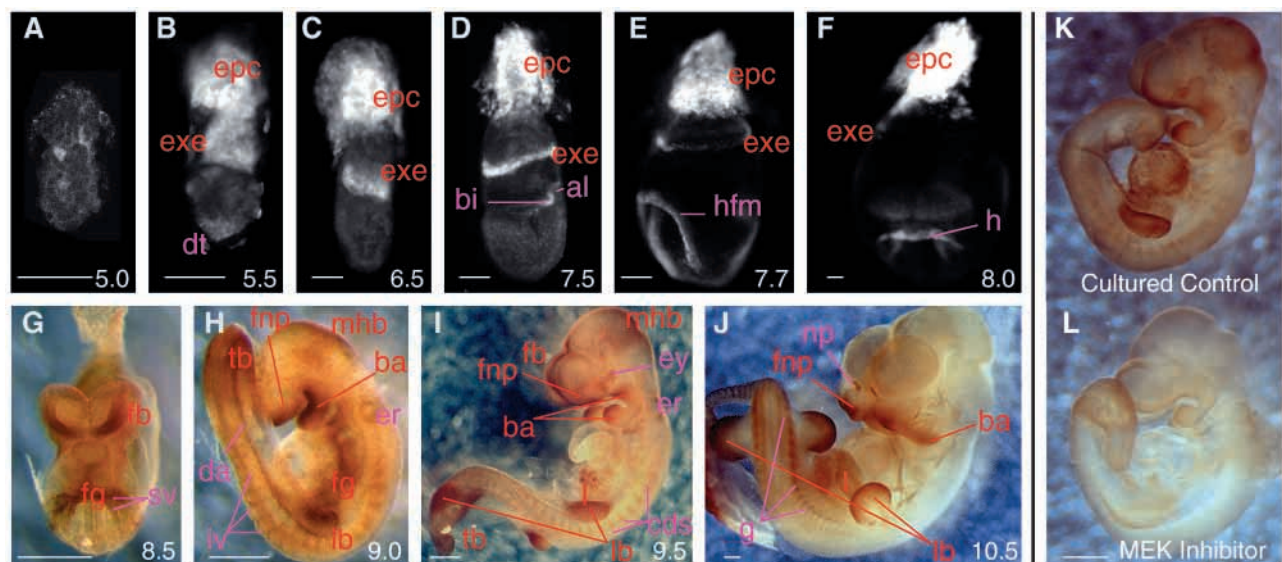 A
epc
exe
dt
5.0
B
5.5
C
epc
exe
6.5
D
epc
exe
al
bi
7.5
E
epc
exe
hfm
7.7
F
epc
exe
h
8.0
K
Cultured Control
G
fb
fg
sv
8.5
H
fnp
mhb
tb
ba
er
da
fg
iv
lb
9.0
I
mhb
fb
ey
fnp
er
ba
l
cds
tb
lb
9.5
J
np
fnp
ba
l
g
lb
10.5
L
MEK Inhibitor